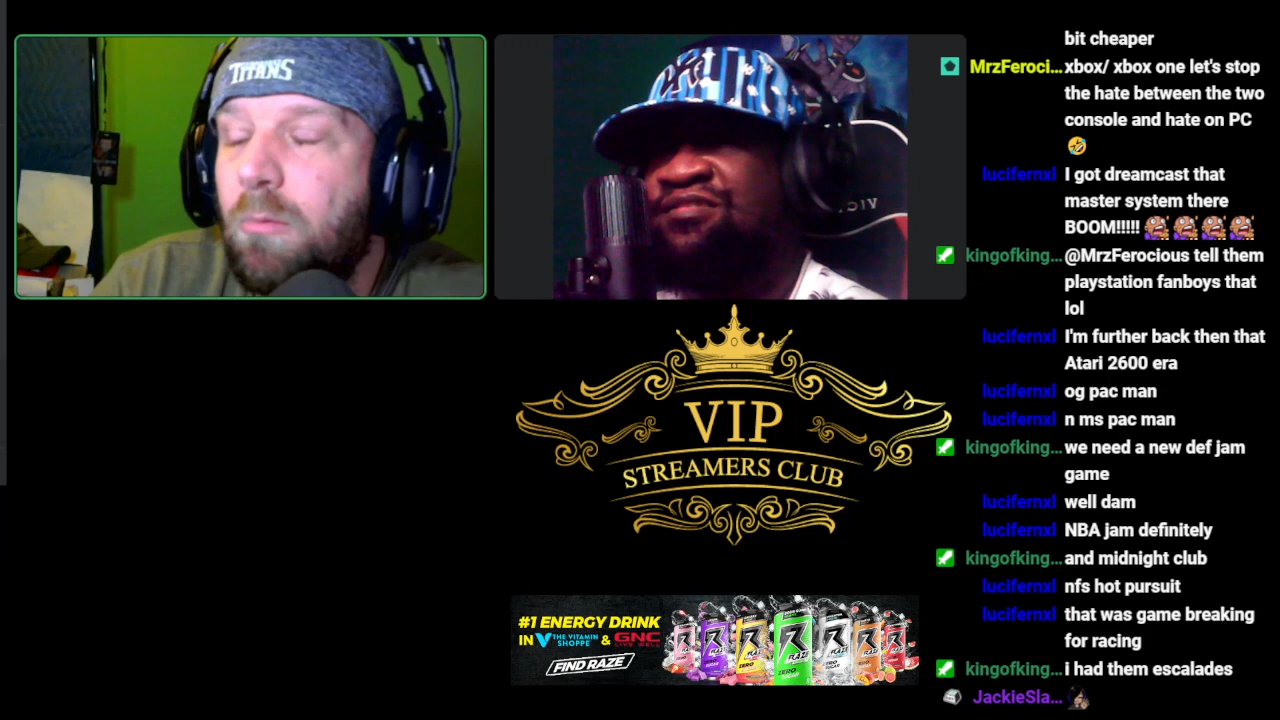 TITANS
VIP
STREAMERS CLUB
#1 ENERGY DRINK
IN THE VITAMIN SHOPPE & GNC
LIVE WELL
FIND RAZE
bit cheaper
MrzFeroci... xbox/ xbox one let's stop
the hate between the two
console and hate on PC
🤣
lucifernxl I got dreamcast that
master system there
BOOM!!!!!
kingofking... @MrzFerocious tell them
playstation fanboys that
lol
lucifernxl I'm further back then that
Atari 2600 era
lucifernxl og pac man
lucifernxl n ms pac man
kingofking... we need a new def jam
game
lucifernxl well dam
lucifernxl NBA jam definitely
kingofking... and midnight club
lucifernxl nfs hot pursuit
lucifernxl that was game breaking
for racing
kingofking... i had them escalades
JackieSla...